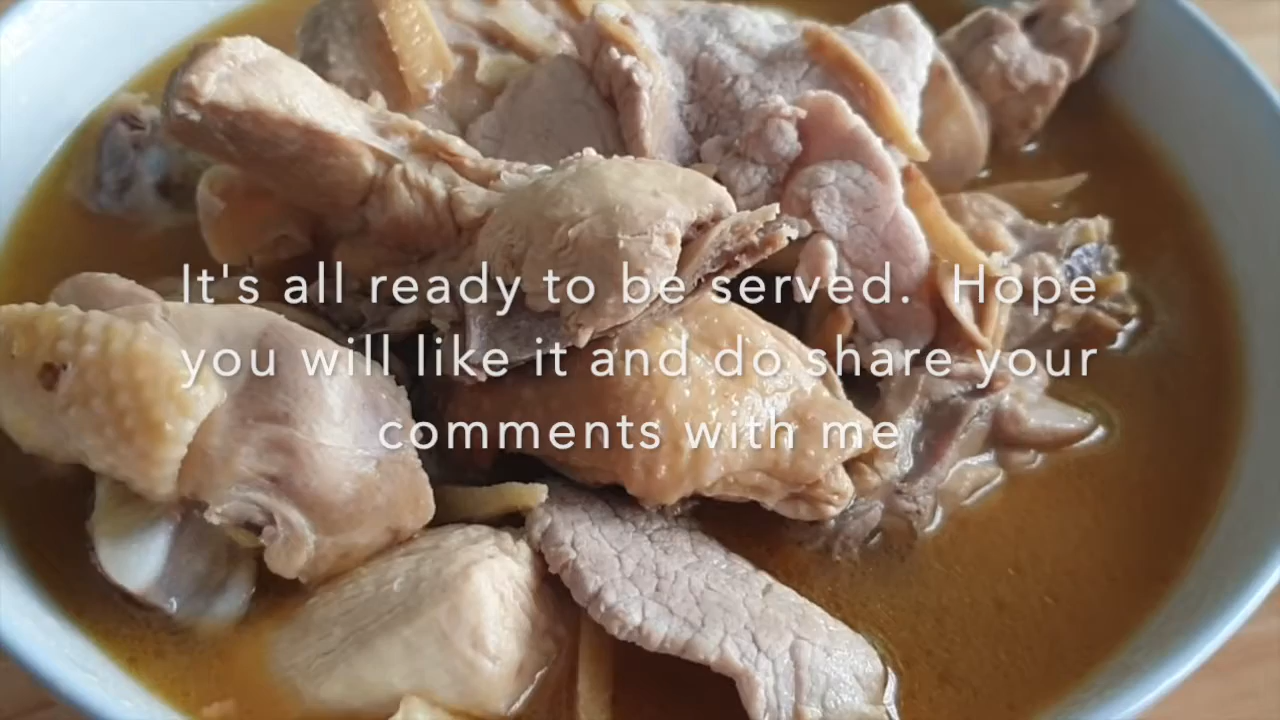 It's all ready to be served.  Hope
you will like it and do share your
comments with me